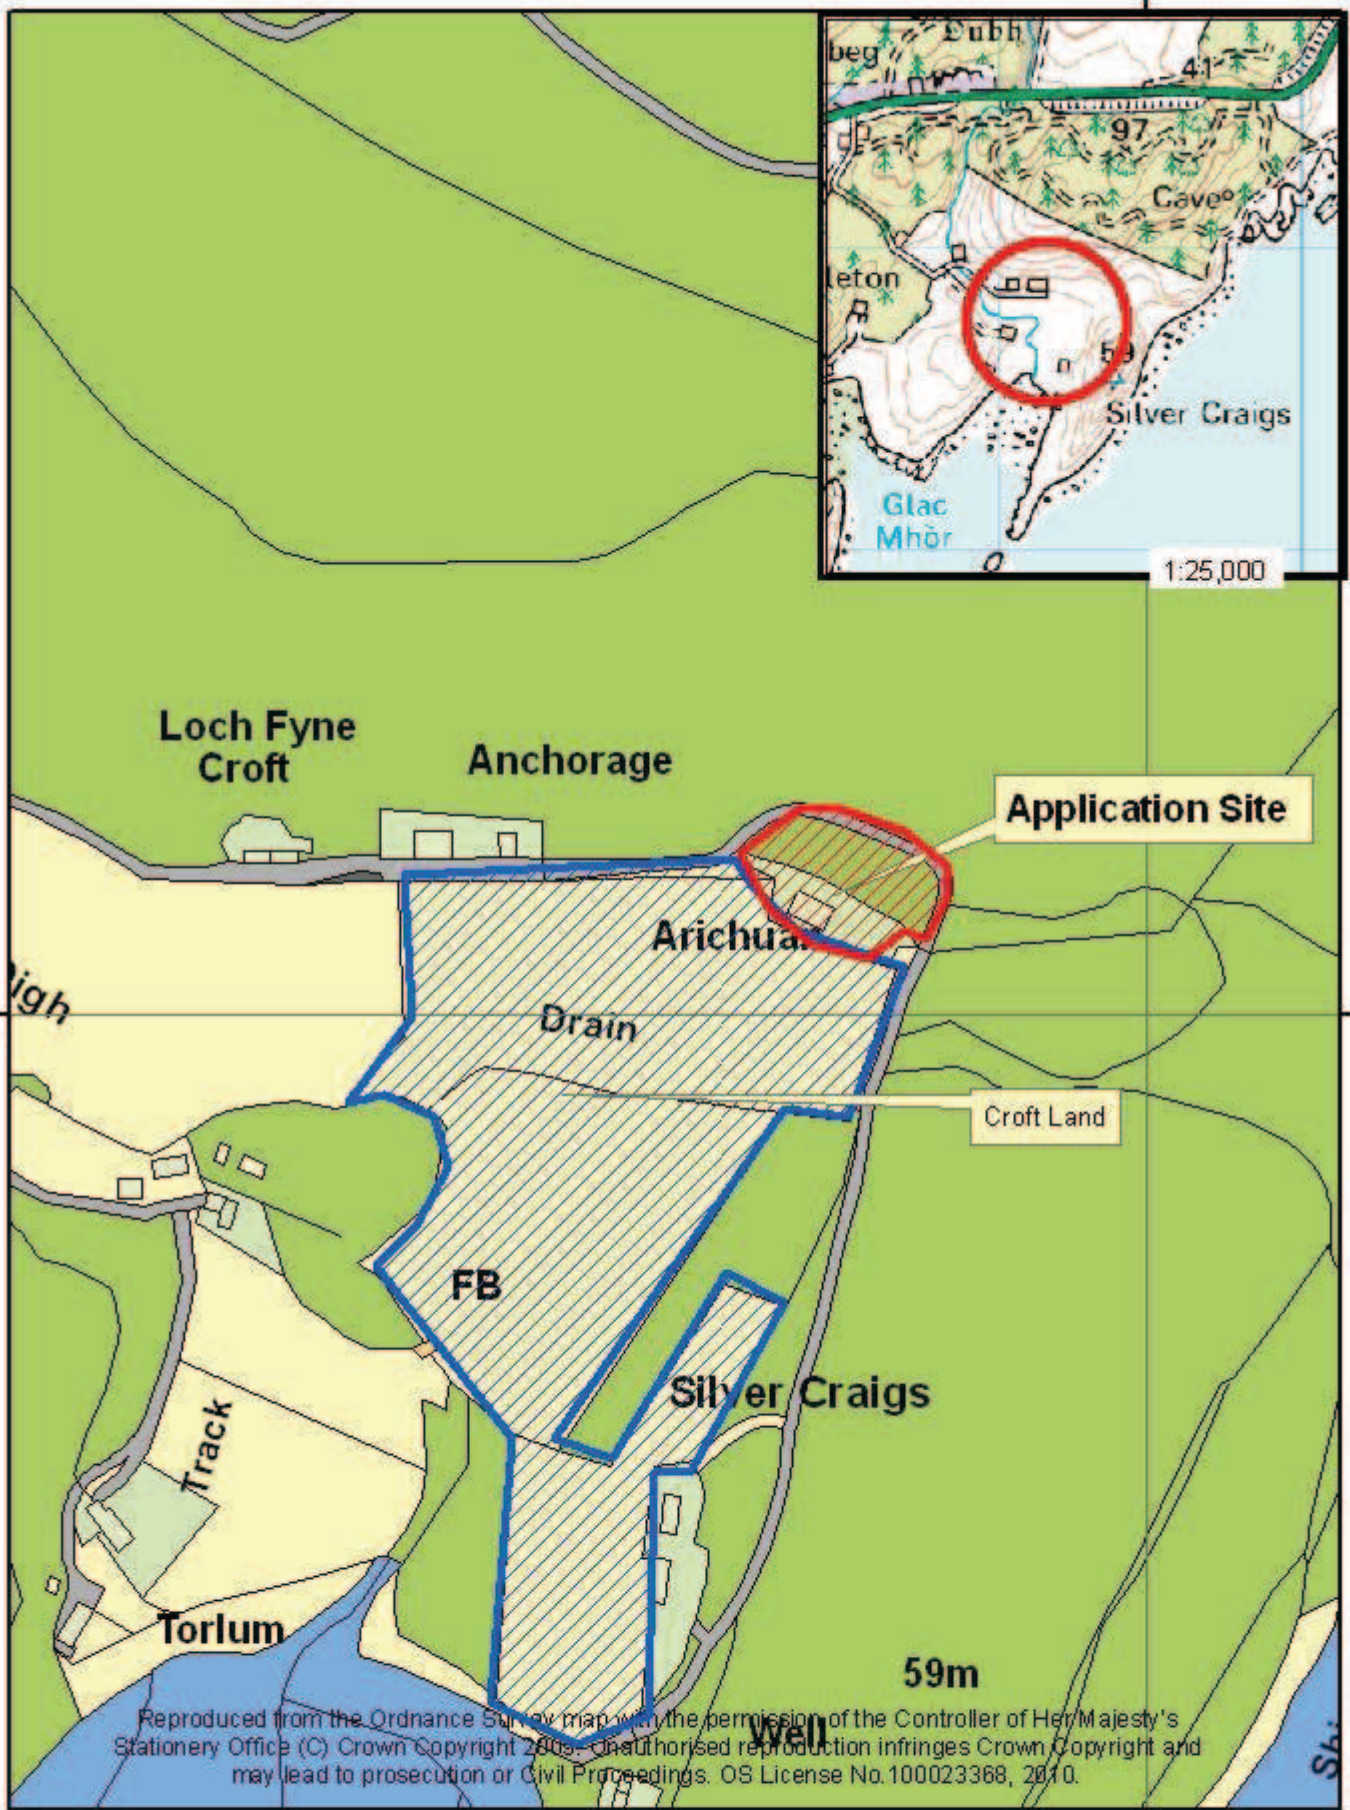 Dubh
beg
41
97
Cave
leton
59
Silver Craigs
Glac
Mhòr
1:25,000
Loch Fyne
Croft
Anchorage
Application Site
Drain
Croft Land
FB
Silver Craigs
Track
Torlum
59m
Well
Reproduced from the Ordnance Survey map with the permission of the Controller of Her Majesty's
Stationery Office (C) Crown Copyright Unauthorised reproduction infringes Crown Copyright and
may lead to prosecution or Civil Proceedings. OS License No.100023368, 2010.